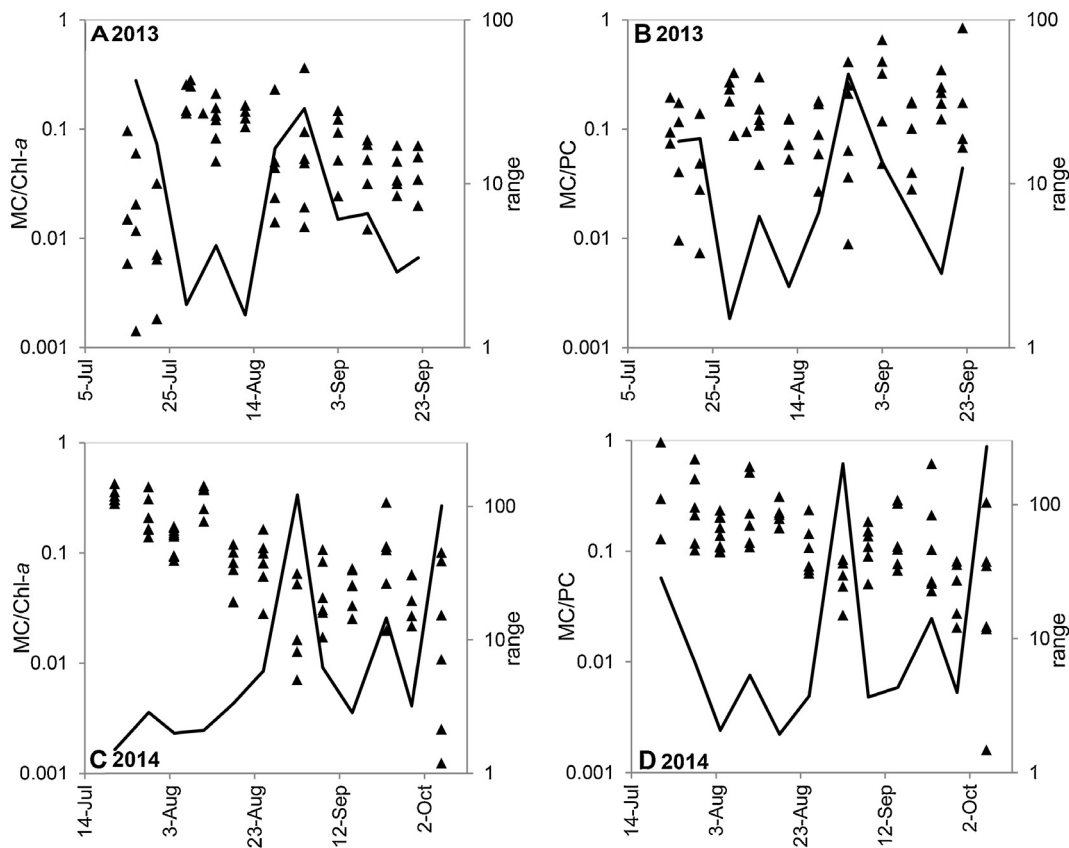 A 2013
1
0.1
0.01
0.001
MC/Chl-a
100
10
1
range
5-Jul
25-Jul
14-Aug
3-Sep
23-Sep
B 2013
1
0.1
0.01
0.001
MC/PC
100
10
1
range
5-Jul
25-Jul
14-Aug
3-Sep
23-Sep
C 2014
1
0.1
0.01
0.001
MC/Chl-a
100
10
1
range
14-Jul
3-Aug
23-Aug
12-Sep
2-Oct
D 2014
1
0.1
0.01
0.001
MC/PC
100
10
1
range
14-Jul
3-Aug
23-Aug
12-Sep
2-Oct